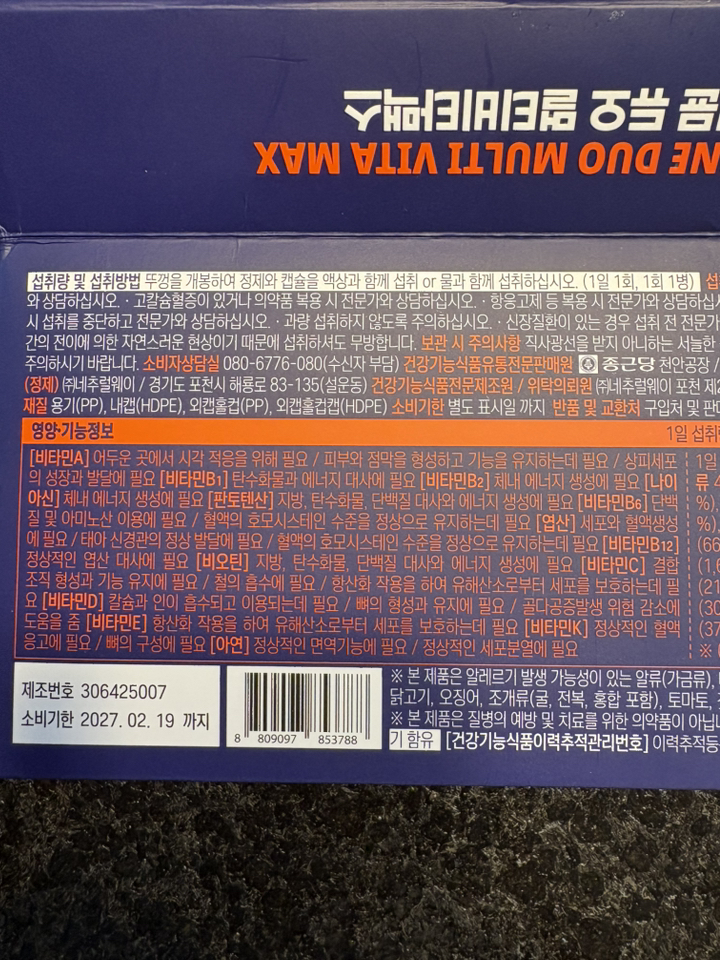 듀오 멀티비타맥스
NE DUO MULTI VITA MAX
섭취량 및 섭취방법 뚜껑을 개봉하여 정제와 캡슐을 액상과 함께 섭취 or 물과 함께 섭취하십시오. (1일 1회, 1회 1병)
와 상담하십시오. · 고칼슘혈증이 있거나 의약품 복용 시 전문가와 상담하십시오. · 항응고제 등 복용 시 전문가와 상담하십
시 섭취를 중단하고 전문가와 상담하십시오. · 과량 섭취하지 않도록 주의하십시오. · 신장질환이 있는 경우 섭취 전 전문가
간의 전이에 의한 자연스러운 현상이기 때문에 섭취하셔도 무방합니다. 보관 시 주의사항 직사광선을 받지 아니하는 서늘한
주의하시기 바랍니다. 소비자상담실 080-6776-080(수신자 부담) 건강기능식품유통전문판매원 종근당 천안공장 /
(정제) ㈜네추럴웨이 / 경기도 포천시 해룡로 83-135(설운동) 건강기능식품전문제조원 / 위탁의뢰원 ㈜네추럴웨이 포천 제2
재질 용기(PP), 내캡(HDPE), 외캡홀컵(PP), 외캡홀컵캡(HDPE) 소비기한 별도 표시일 까지 반품 및 교환처 구입처 및 판
영양·기능정보 1일 섭취
[비타민A] 어두운 곳에서 시각 적응을 위해 필요 / 피부와 점막을 형성하고 기능을 유지하는데 필요 / 상피세포 1일
의 성장과 발달에 필요 [비타민B1] 탄수화물과 에너지 대사에 필요 [비타민B2] 체내 에너지 생성에 필요 [나이 류 4
아신] 체내 에너지 생성에 필요 [판토텐산] 지방, 탄수화물, 단백질 대사와 에너지 생성에 필요 [비타민B6] 단백 %),
질 및 아미노산 이용에 필요 / 혈액의 호모시스테인 수준을 정상으로 유지하는데 필요 [엽산] 세포와 혈액생성 %)
에 필요 / 태아 신경관의 정상 발달에 필요 / 혈액의 호모시스테인 수준을 정상으로 유지하는데 필요 [비타민B12] (66
정상적인 엽산 대사에 필요 [비오틴] 지방, 탄수화물, 단백질 대사와 에너지 생성에 필요 [비타민C] 결합 (1,6
조직 형성과 기능 유지에 필요 / 철의 흡수에 필요 / 항산화 작용을 하여 유해산소로부터 세포를 보호하는데 필 (21
요 [비타민D] 칼슘과 인이 흡수되고 이용되는데 필요 / 뼈의 형성과 유지에 필요 / 골다공증발생 위험 감소에 (30
도움을 줌 [비타민E] 항산화 작용을 하여 유해산소로부터 세포를 보호하는데 필요 [비타민K] 정상적인 혈액 (37
응고에 필요 / 뼈의 구성에 필요 [아연] 정상적인 면역기능에 필요 / 정상적인 세포분열에 필요 ※
제조번호 306425007
소비기한 2027. 02. 19 까지
8 809097 853788
※ 본 제품은 알레르기 발생 가능성이 있는 알류(가금류),
닭고기, 오징어, 조개류(굴, 전복, 홍합 포함), 토마토,
※ 본 제품은 질병의 예방 및 치료를 위한 의약품이 아닙
기 함유 [건강기능식품이력추적관리번호] 이력추적등